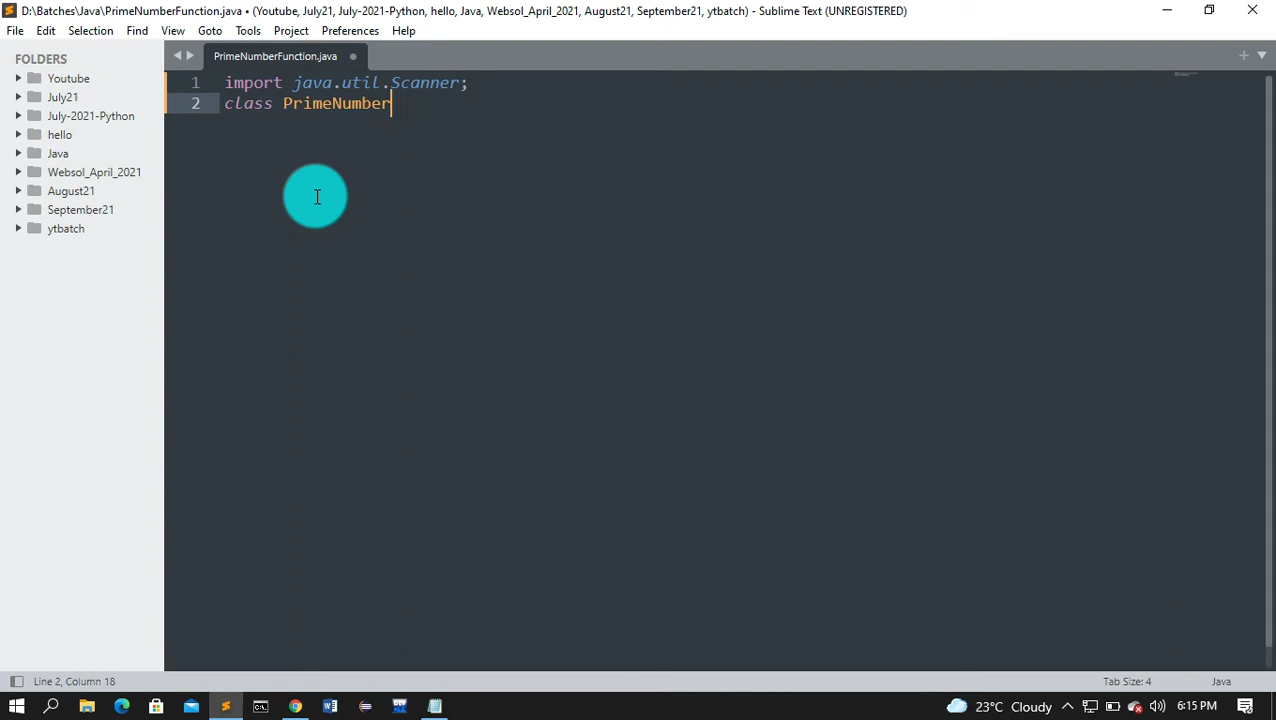 D:\Batches\Java\PrimeNumberFunction.java • (Youtube, July21, July-2021-Python, hello, Java, Websol_April_2021, August21, September21, ytbatch) - Sublime Text (UNREGISTERED)
File Edit Selection Find View Goto Tools Project Preferences Help
FOLDERS
Youtube
July21
July-2021-Python
hello
Java
Websol_April_2021
August21
September21
ytbatch
PrimeNumberFunction.java
1 import java.util.Scanner;
2 class PrimeNumber
Line 2, Column 18
Tab Size: 4
Java
23°C Cloudy
6:15 PM